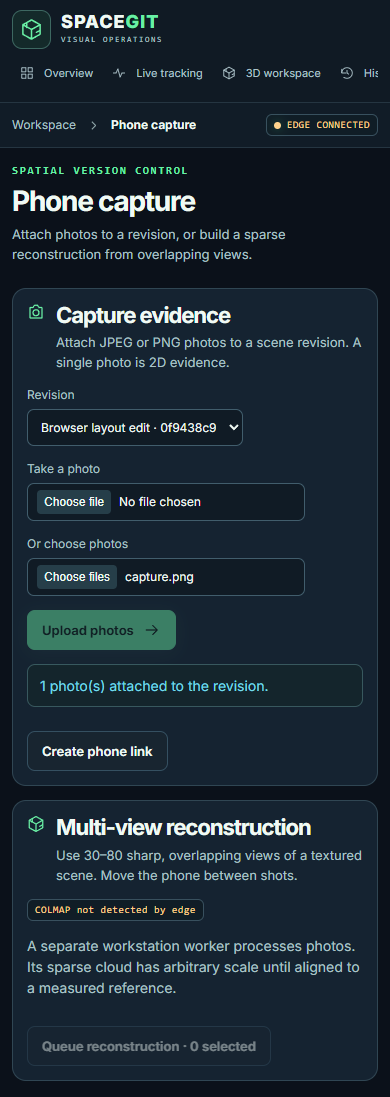 SPACEGIT
VISUAL OPERATIONS
Overview Live tracking 3D workspace His
Workspace > Phone capture EDGE CONNECTED
SPATIAL VERSION CONTROL
Phone capture
Attach photos to a revision, or build a sparse
reconstruction from overlapping views.
Capture evidence
Attach JPEG or PNG photos to a scene revision. A
single photo is 2D evidence.
Revision
Browser layout edit · 0f9438c9
Take a photo
Choose file No file chosen
Or choose photos
Choose files capture.png
Upload photos →
1 photo(s) attached to the revision.
Create phone link
Multi-view reconstruction
Use 30–80 sharp, overlapping views of a textured
scene. Move the phone between shots.
COLMAP not detected by edge
A separate workstation worker processes photos.
Its sparse cloud has arbitrary scale until aligned to
a measured reference.
Queue reconstruction · 0 selected